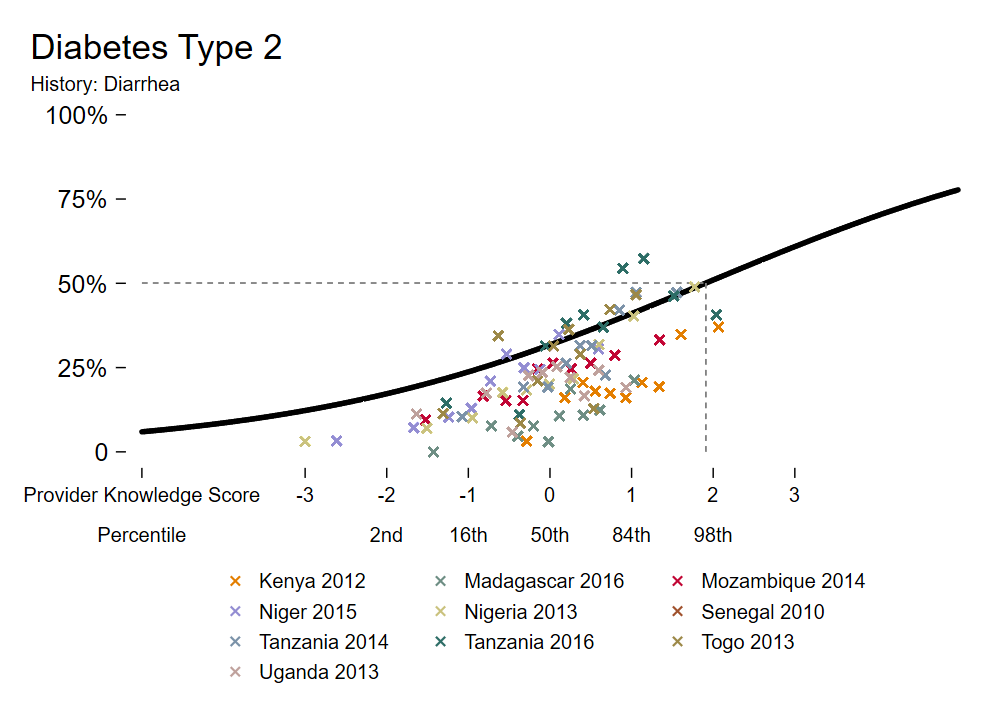 Diabetes Type 2
History: Diarrhea
100%
75%
50%
25%
0
Provider Knowledge Score -3 -2 -1 0 1 2 3
Percentile 2nd 16th 50th 84th 98th
Kenya 2012 Madagascar 2016 Mozambique 2014
Niger 2015 Nigeria 2013 Senegal 2010
Tanzania 2014 Tanzania 2016 Togo 2013
Uganda 2013